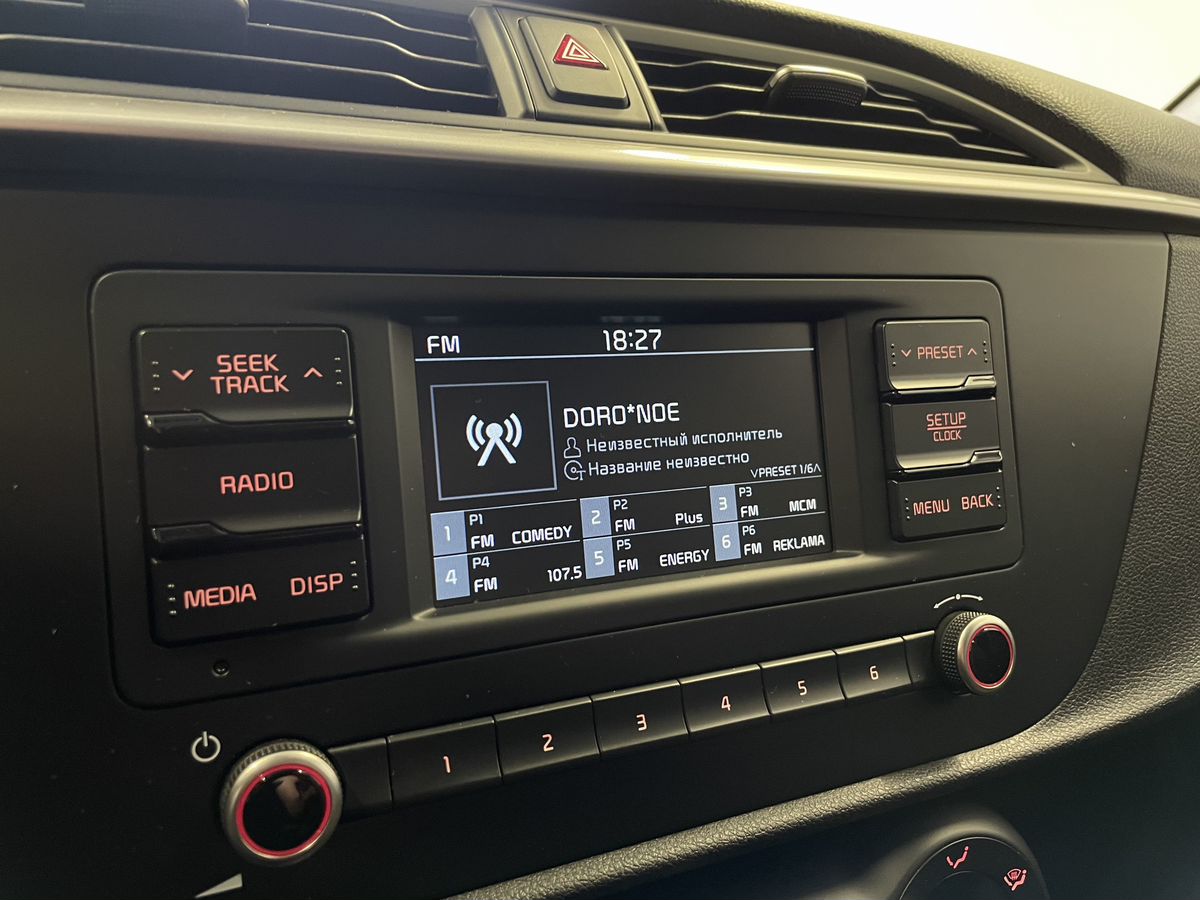 FM 18:27
SEEK
TRACK
PRESET
DORO*NOE
Неизвестный исполнитель
Название неизвестно
PRESET 1/6
SETUP
CLOCK
RADIO
MENU BACK
1 P1 FM COMEDY
2 P2 FM Plus
3 P3 FM MCM
4 P4 FM 107.5
5 P5 FM ENERGY
6 P6 FM REKLAMA
MEDIA DISP
1 2 3 4 5 6